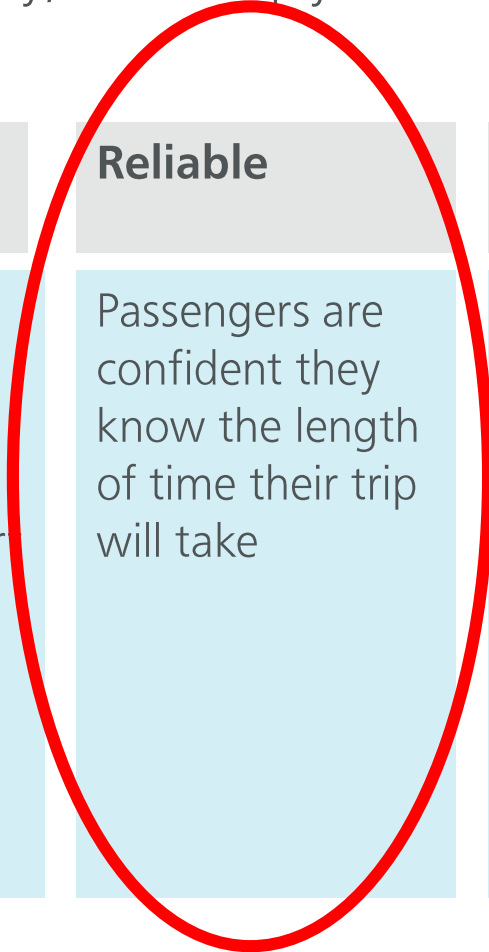 Reliable
Passengers are
confident they
know the length
of time their trip
will take